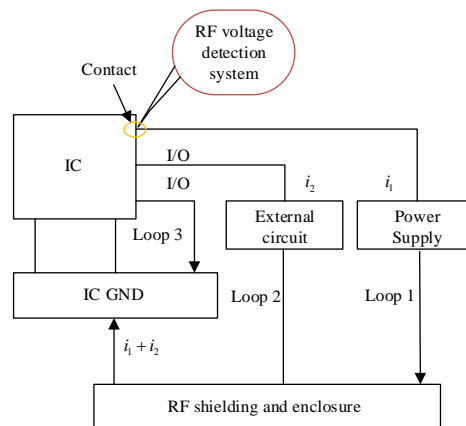 RF voltage
detection
system
Contact
IC
I/O
I/O
i₂
i₁
External
circuit
Power
Supply
Loop 3
IC GND
Loop 2
Loop 1
i₁ + i₂
RF shielding and enclosure